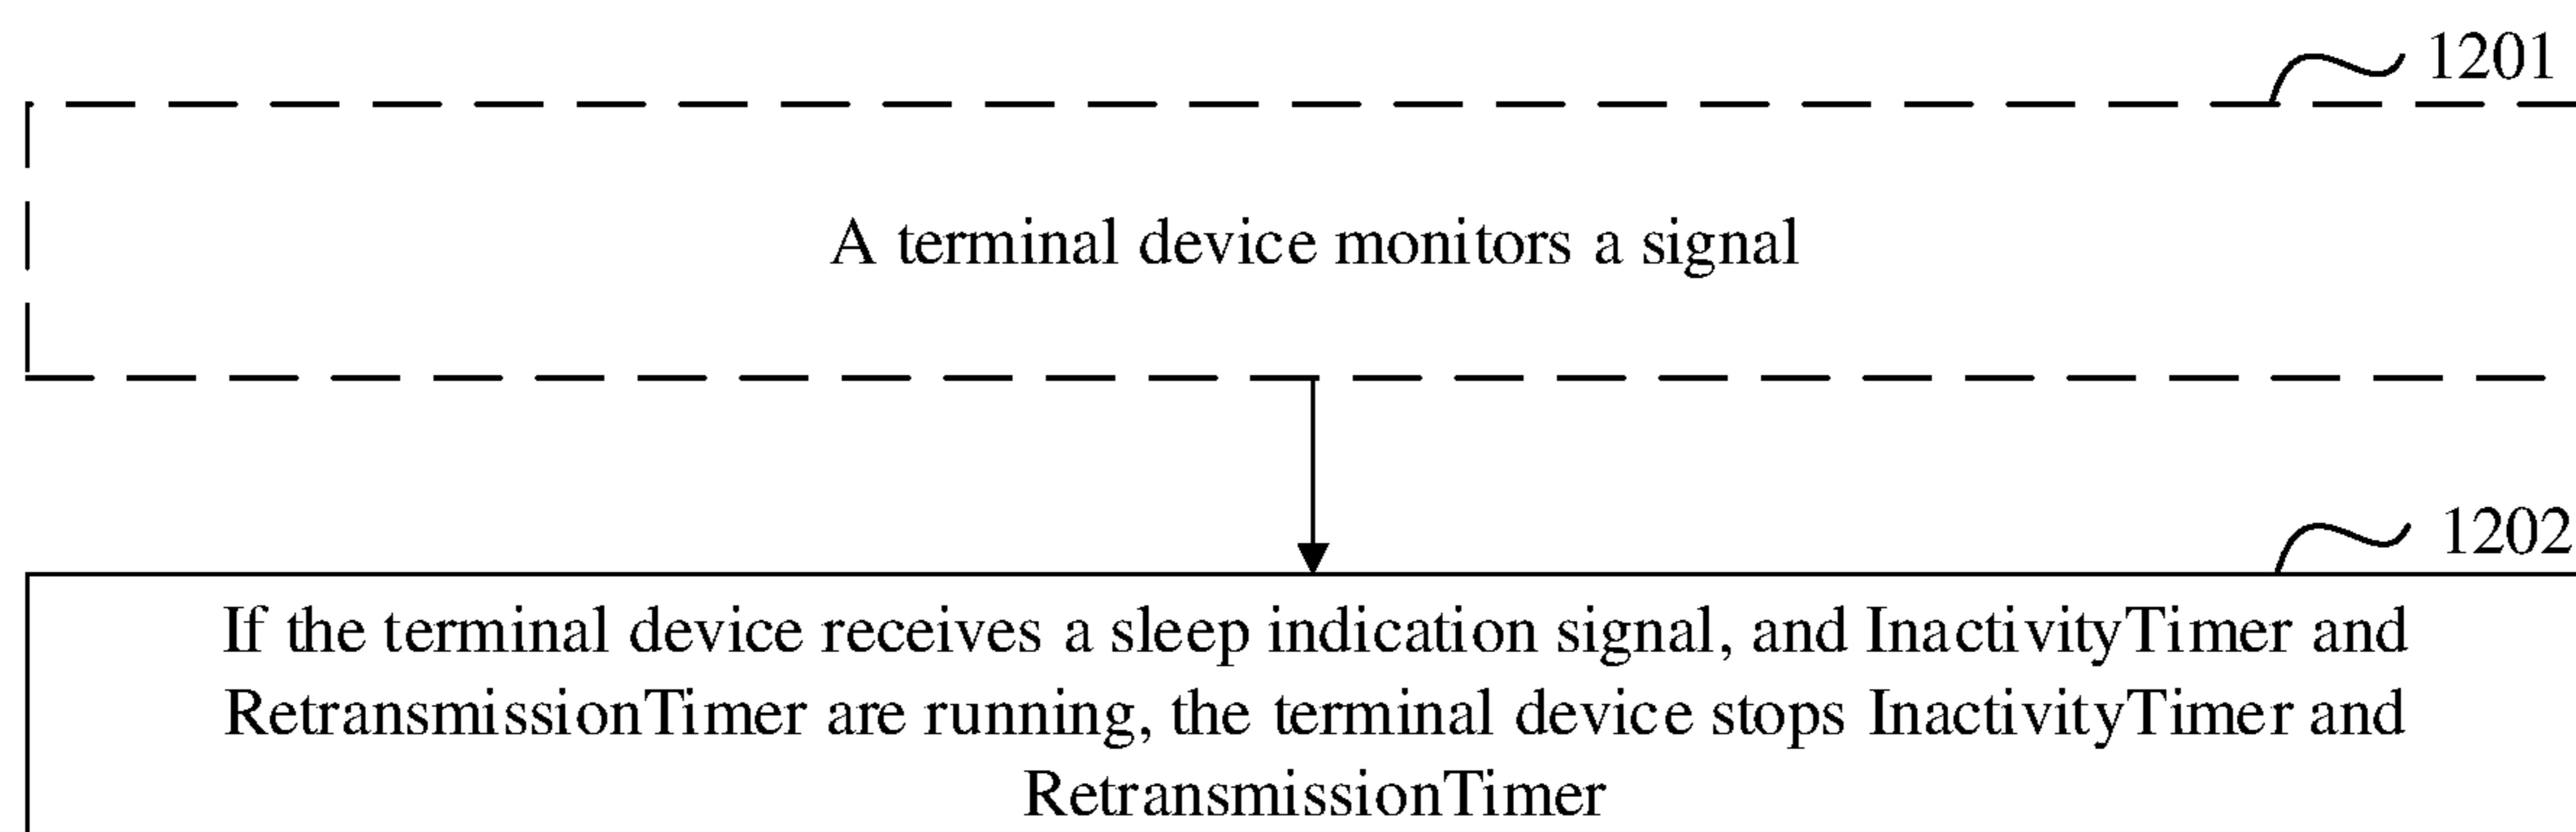 1201
A terminal device monitors a signal
1202
If the terminal device receives a sleep indication signal, and InactivityTimer and
RetransmissionTimer are running, the terminal device stops InactivityTimer and
RetransmissionTimer